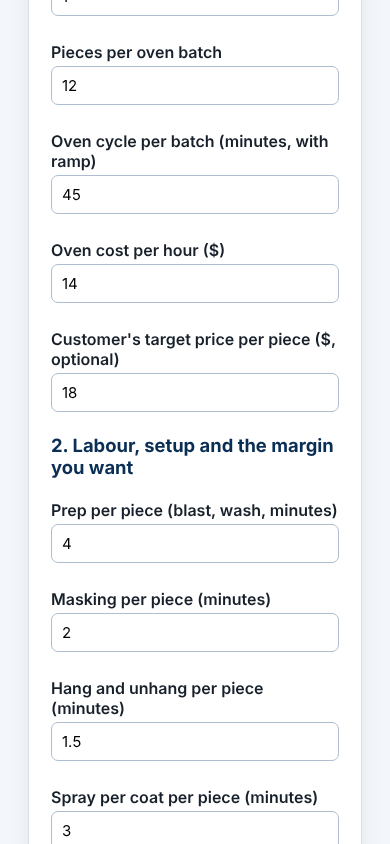 Pieces per oven batch
12
Oven cycle per batch (minutes, with
ramp)
45
Oven cost per hour ($)
14
Customer's target price per piece ($,
optional)
18
2. Labour, setup and the margin
you want
Prep per piece (blast, wash, minutes)
4
Masking per piece (minutes)
2
Hang and unhang per piece
(minutes)
1.5
Spray per coat per piece (minutes)
3